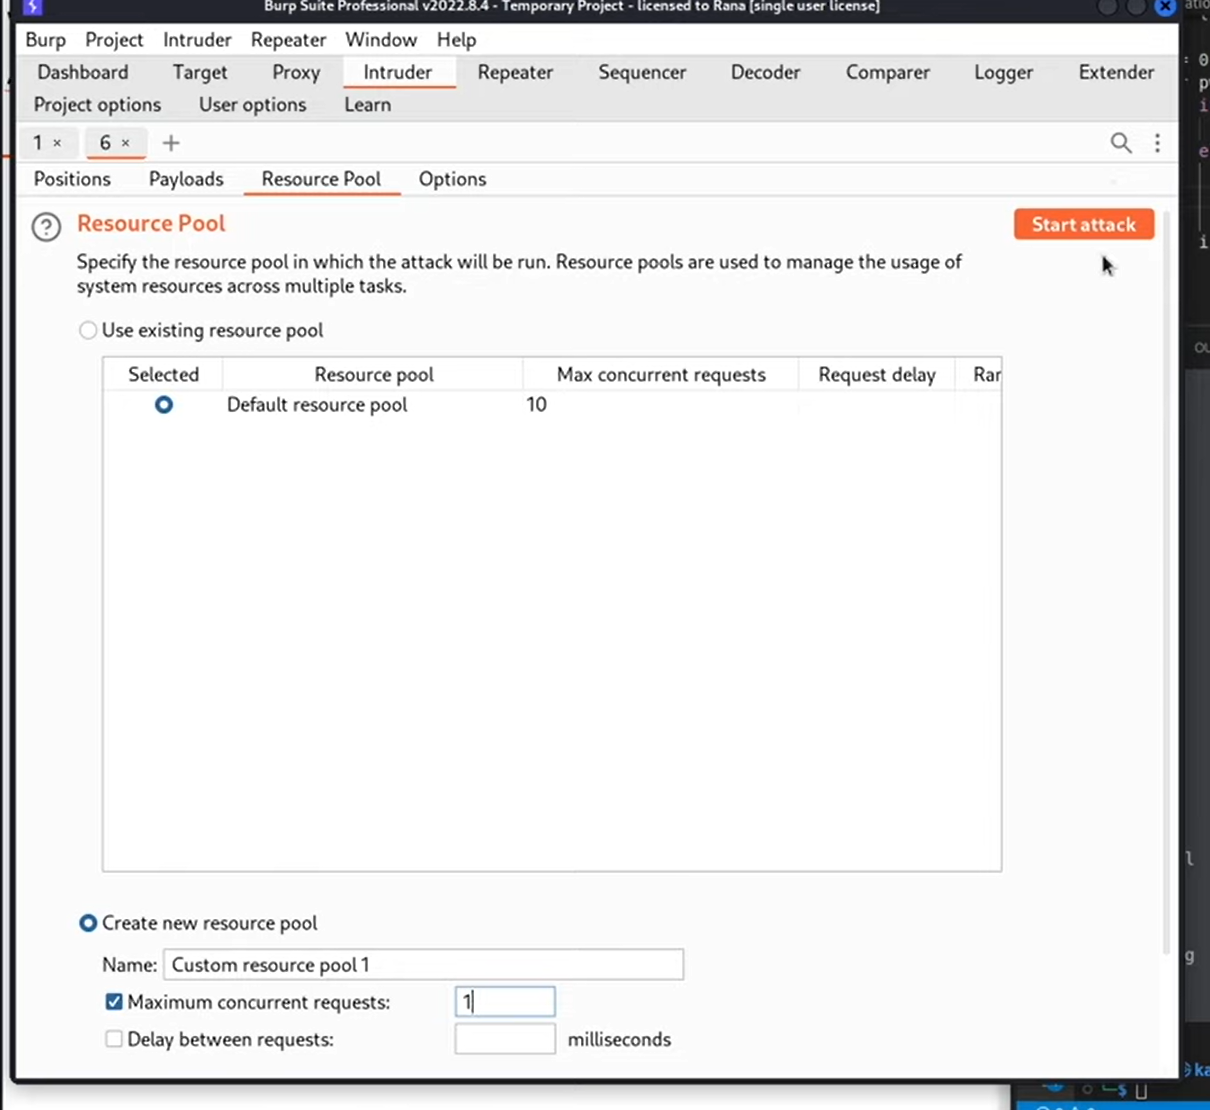 Burp Suite Professional v2022.8.4 - Temporary Project - licensed to Rana [single user license]
Burp Project Intruder Repeater Window Help
Dashboard Target Proxy Intruder Repeater Sequencer Decoder Comparer Logger Extender
Project options User options Learn
1 × 6 × +
Positions Payloads Resource Pool Options
? Resource Pool Start attack
Specify the resource pool in which the attack will be run. Resource pools are used to manage the usage of
system resources across multiple tasks.
Use existing resource pool
Selected Resource pool Max concurrent requests Request delay Rar
Default resource pool 10
Create new resource pool
Name: Custom resource pool 1
Maximum concurrent requests: 1
Delay between requests: milliseconds